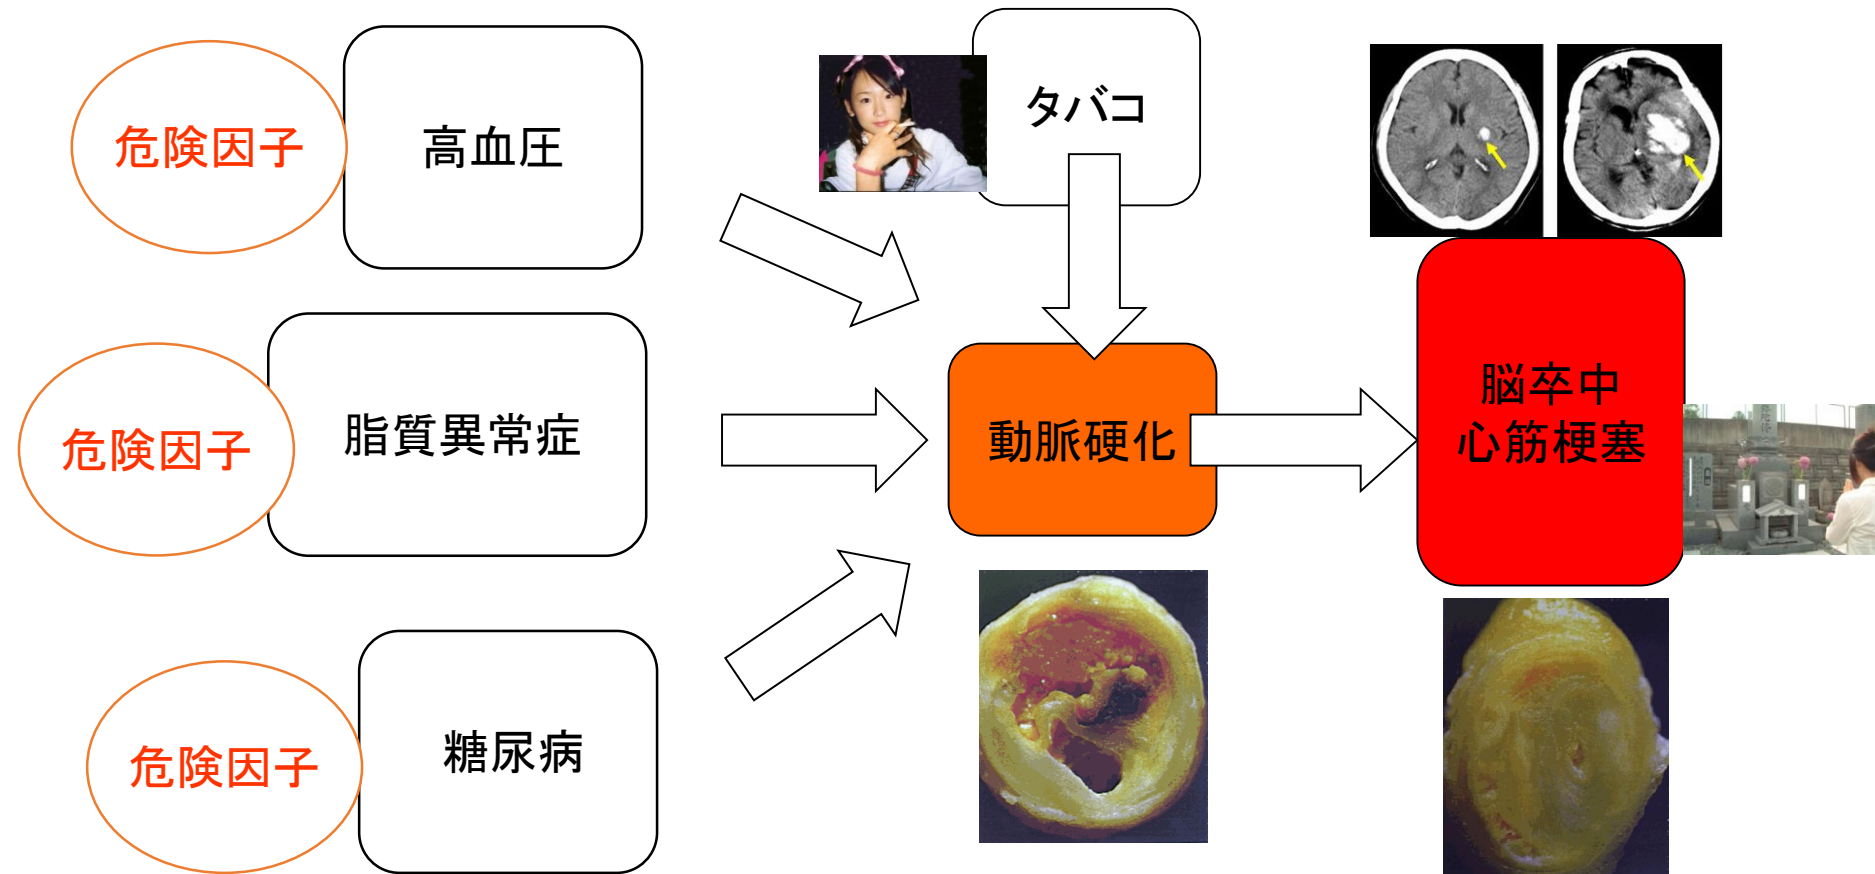 危険因子
高血圧
タバコ
危険因子
脂質異常症
動脈硬化
脳卒中
心筋梗塞
危険因子
糖尿病